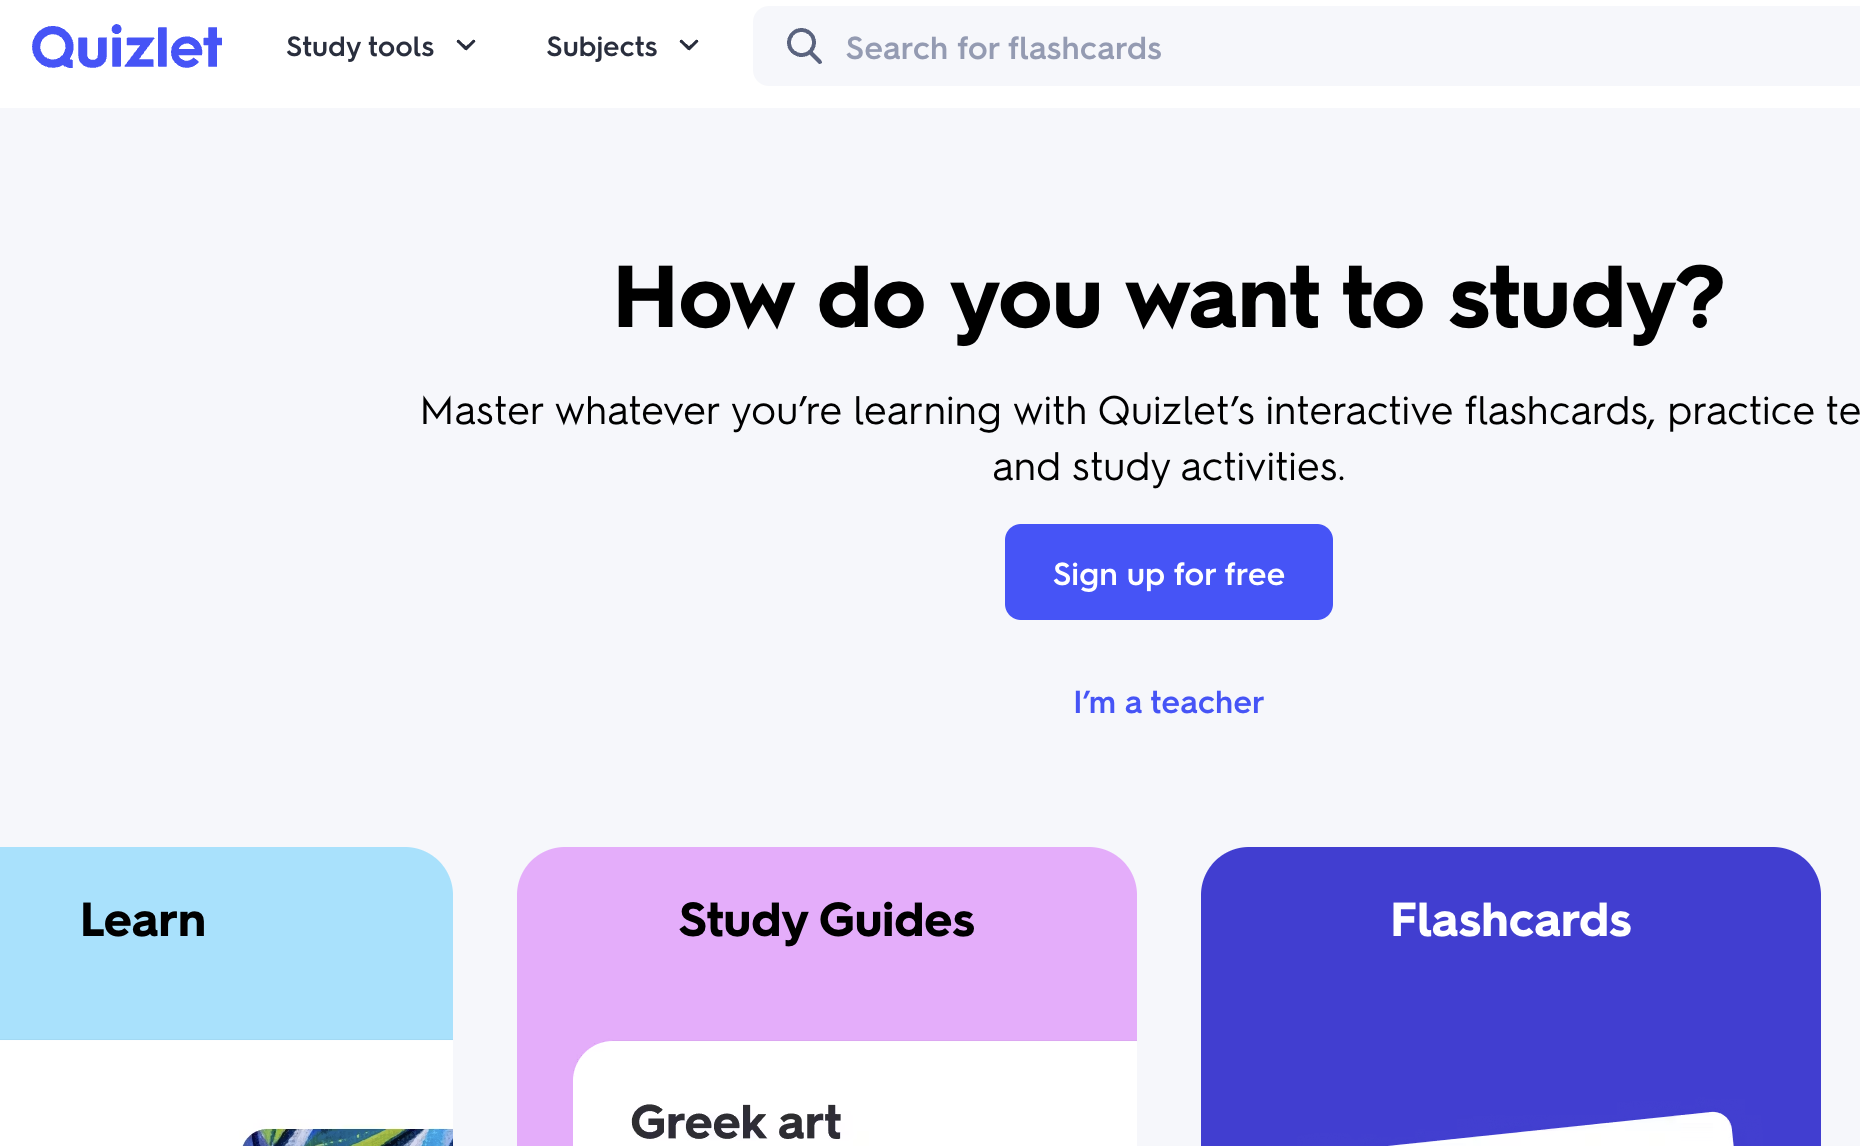 Quizlet
Study tools
Subjects
Search for flashcards
How do you want to study?
Master whatever you’re learning with Quizlet’s interactive flashcards, practice te
and study activities.
Sign up for free
I’m a teacher
Learn
Study Guides
Flashcards
Greek art